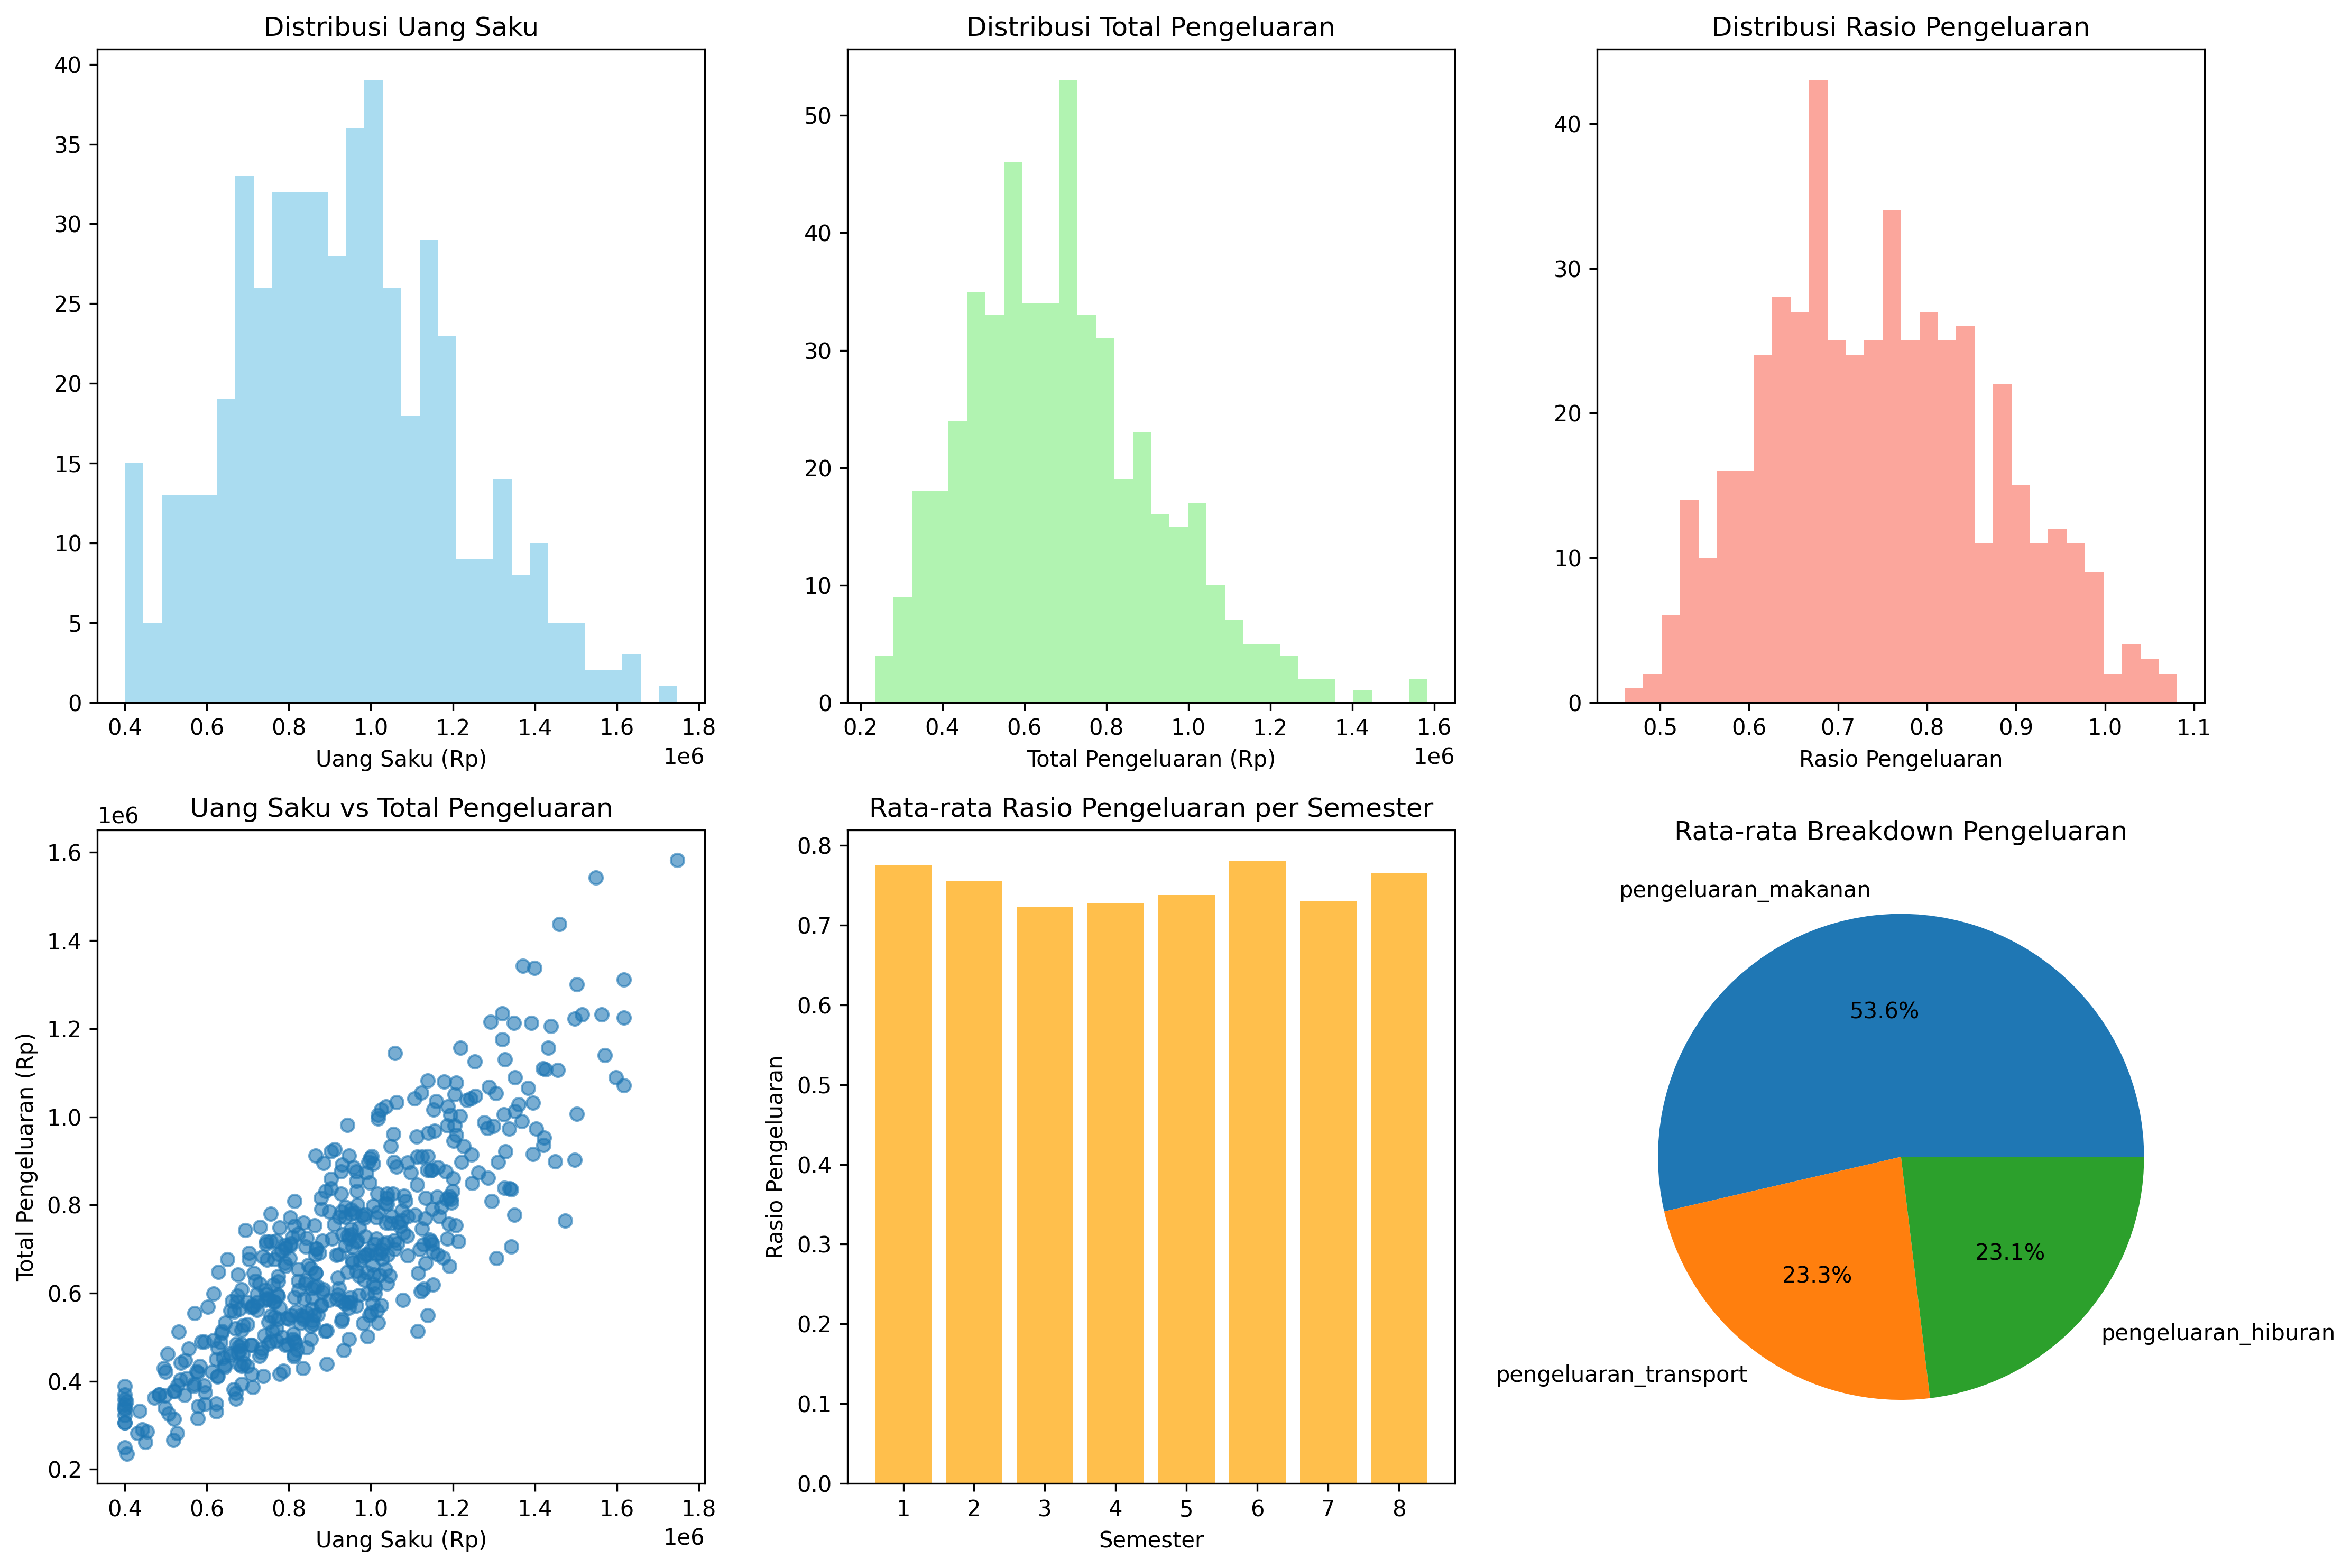 Distribusi Uang Saku
40
35
30
25
20
15
10
5
0
0.4 0.6 0.8 1.0 1.2 1.4 1.6 1.8
1e6
Uang Saku (Rp)
Distribusi Total Pengeluaran
50
40
30
20
10
0
0.2 0.4 0.6 0.8 1.0 1.2 1.4 1.6
1e6
Total Pengeluaran (Rp)
Distribusi Rasio Pengeluaran
40
30
20
10
0
0.5 0.6 0.7 0.8 0.9 1.0 1.1
Rasio Pengeluaran
Uang Saku vs Total Pengeluaran
1e6
Total Pengeluaran (Rp)
1.6
1.4
1.2
1.0
0.8
0.6
0.4
0.2
0.4 0.6 0.8 1.0 1.2 1.4 1.6 1.8
1e6
Uang Saku (Rp)
Rata-rata Rasio Pengeluaran per Semester
Rasio Pengeluaran
0.8
0.7
0.6
0.5
0.4
0.3
0.2
0.1
0.0
1 2 3 4 5 6 7 8
Semester
Rata-rata Breakdown Pengeluaran
pengeluaran_makanan
53.6%
23.1%
23.3%
pengeluaran_hiburan
pengeluaran_transport